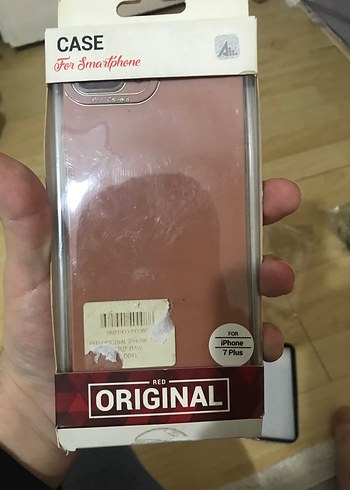 CASE
For Smartphone
FOR
iPhone
7 Plus
RED
ORIGINAL